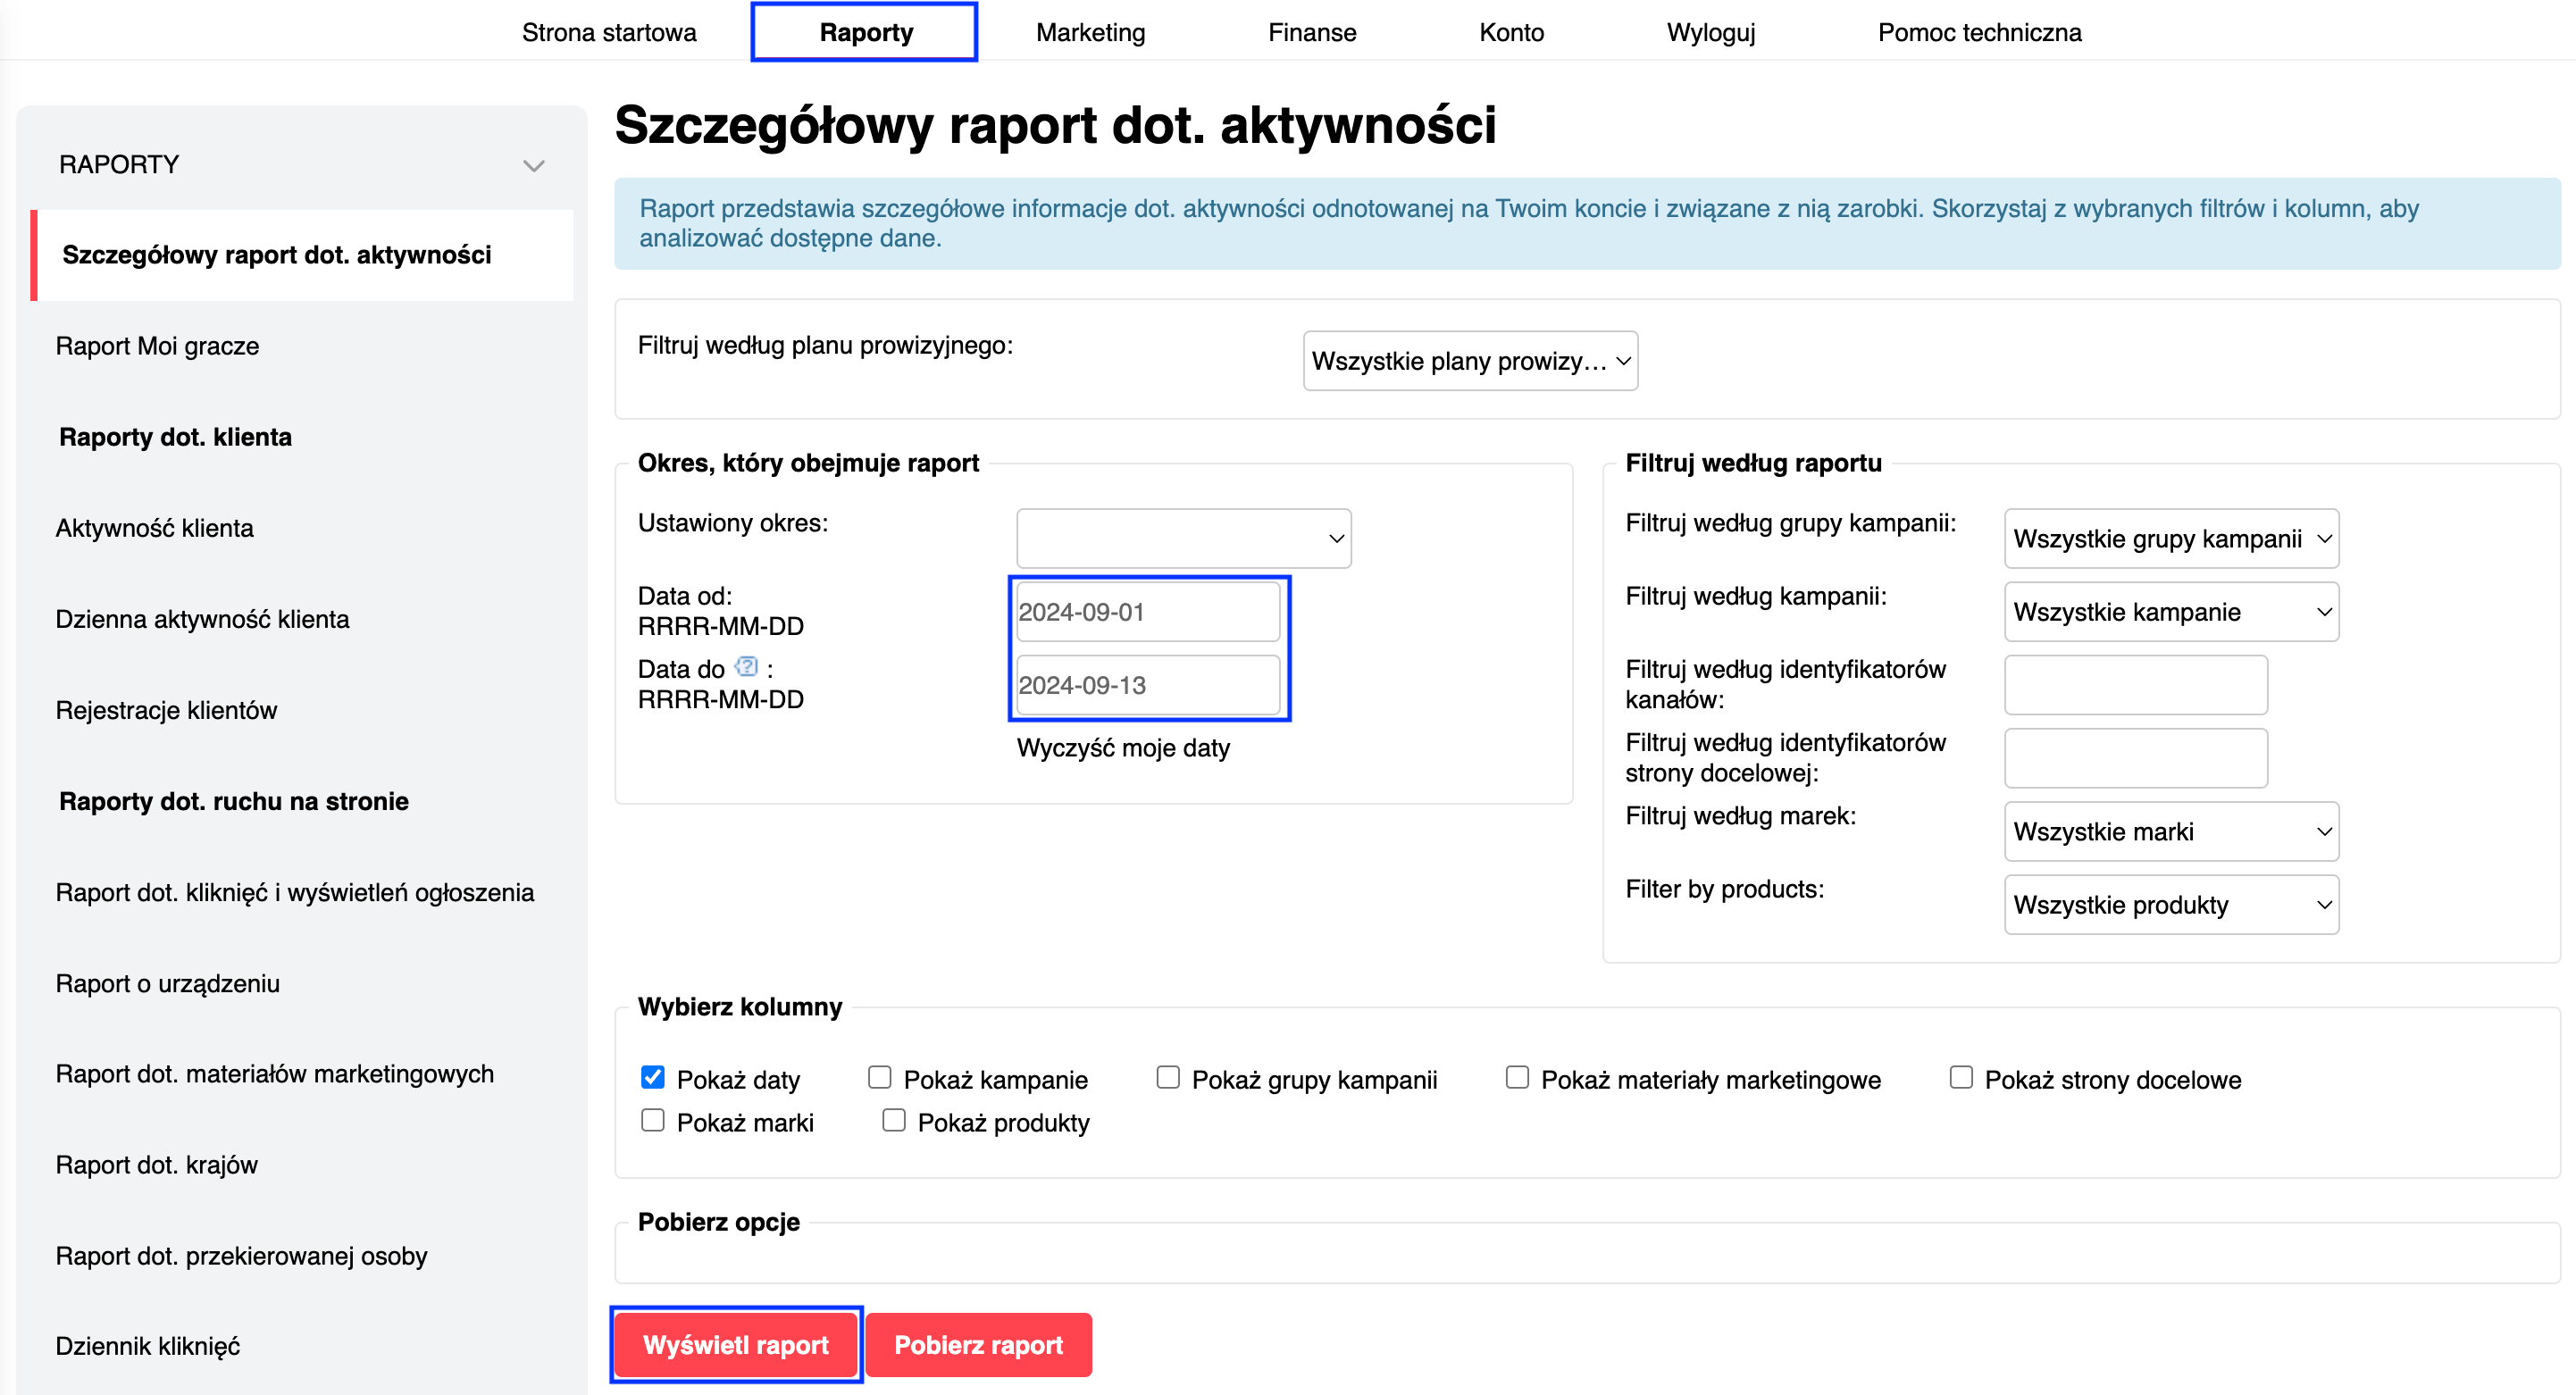 Strona startowa
Raporty
Marketing
Finanse
Konto
Wyloguj
Pomoc techniczna
RAPORTY
Szczegółowy raport dot. aktywności
Raport Moi gracze
Raporty dot. klienta
Aktywność klienta
Dzienna aktywność klienta
Rejestracje klientów
Raporty dot. ruchu na stronie
Raport dot. kliknięć i wyświetleń ogłoszenia
Raport o urządzeniu
Raport dot. materiałów marketingowych
Raport dot. krajów
Raport dot. przekierowanej osoby
Dziennik kliknięć
Szczegółowy raport dot. aktywności
Raport przedstawia szczegółowe informacje dot. aktywności odnotowanej na Twoim koncie i związane z nią zarobki. Skorzystaj z wybranych filtrów i kolumn, aby
analizować dostępne dane.
Filtruj według planu prowizyjnego:
Wszystkie plany prowizy...
Okres, który obejmuje raport
Ustawiony okres:
Data od:
RRRR-MM-DD
2024-09-01
Data do ? :
RRRR-MM-DD
2024-09-13
Wyczyść moje daty
Filtruj według raportu
Filtruj według grupy kampanii:
Wszystkie grupy kampanii
Filtruj według kampanii:
Wszystkie kampanie
Filtruj według identyfikatorów
kanałów:
Filtruj według identyfikatorów
strony docelowej:
Filtruj według marek:
Wszystkie marki
Filter by products:
Wszystkie produkty
Wybierz kolumny
Pokaż daty
Pokaż kampanie
Pokaż grupy kampanii
Pokaż materiały marketingowe
Pokaż strony docelowe
Pokaż marki
Pokaż produkty
Pobierz opcje
Wyświetl raport
Pobierz raport